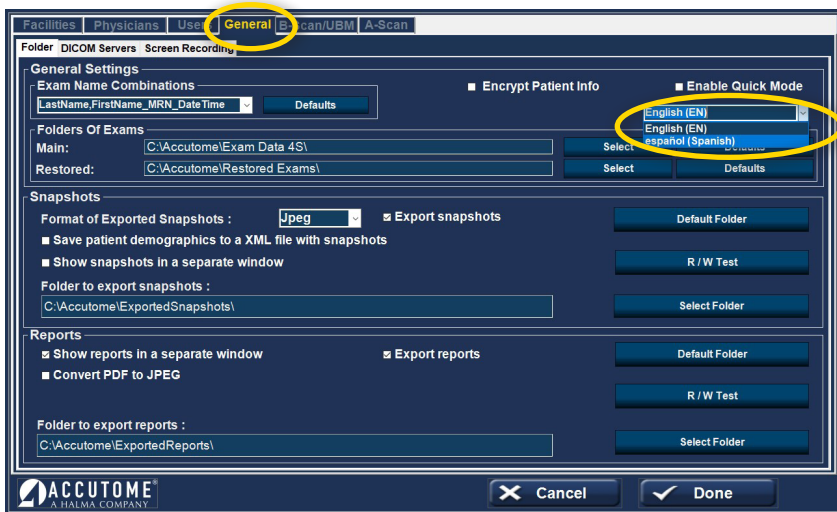 Facilities Physicians Users General B-Scan/UBM A-Scan
Folder DICOM Servers Screen Recording
General Settings
Exam Name Combinations
Encrypt Patient Info Enable Quick Mode
LastName,FirstName_MRN_DateTime Defaults
English (EN)
English (EN)
español (Spanish)
Folders Of Exams
Main: C:\Accutome\Exam Data 4S\ Select Defaults
Restored: C:\Accutome\Restored Exams\ Select Defaults
Snapshots
Format of Exported Snapshots : Jpeg Export snapshots Default Folder
Save patient demographics to a XML file with snapshots
Show snapshots in a separate window R / W Test
Folder to export snapshots :
C:\Accutome\ExportedSnapshots\ Select Folder
Reports
Show reports in a separate window Export reports Default Folder
Convert PDF to JPEG
R / W Test
Folder to export reports :
C:\Accutome\ExportedReports\ Select Folder
ACCUTOME®
A HALMA COMPANY
Cancel Done